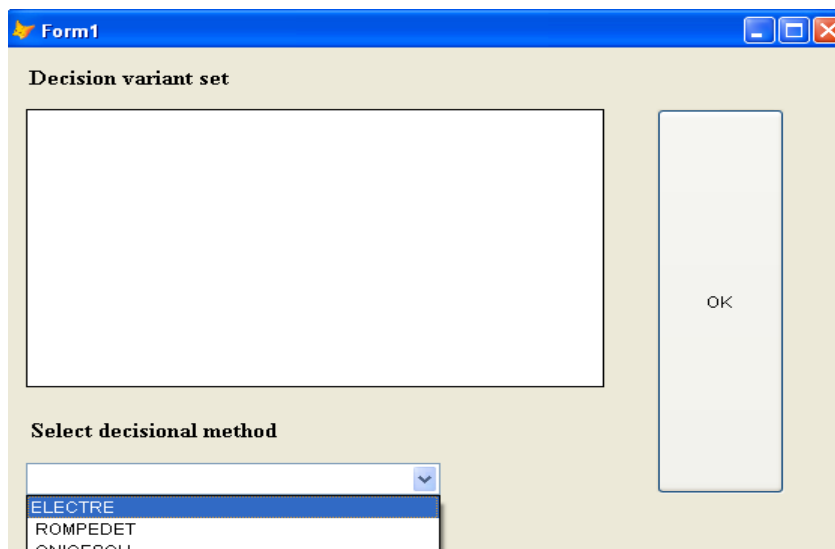 Form1
Decision variant set
OK
Select decisional method
ELECTRE
ROMPEDET